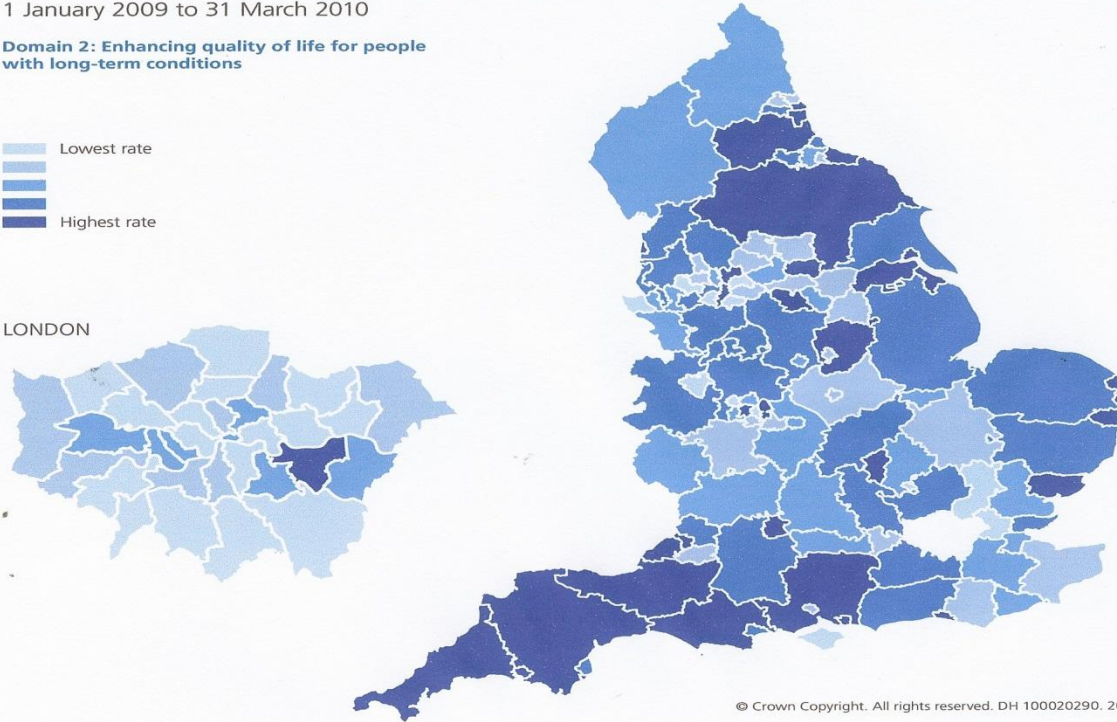 1 January 2009 to 31 March 2010
Domain 2: Enhancing quality of life for people
with long-term conditions
Lowest rate
Highest rate
LONDON
© Crown Copyright. All rights reserved. DH 100020290.